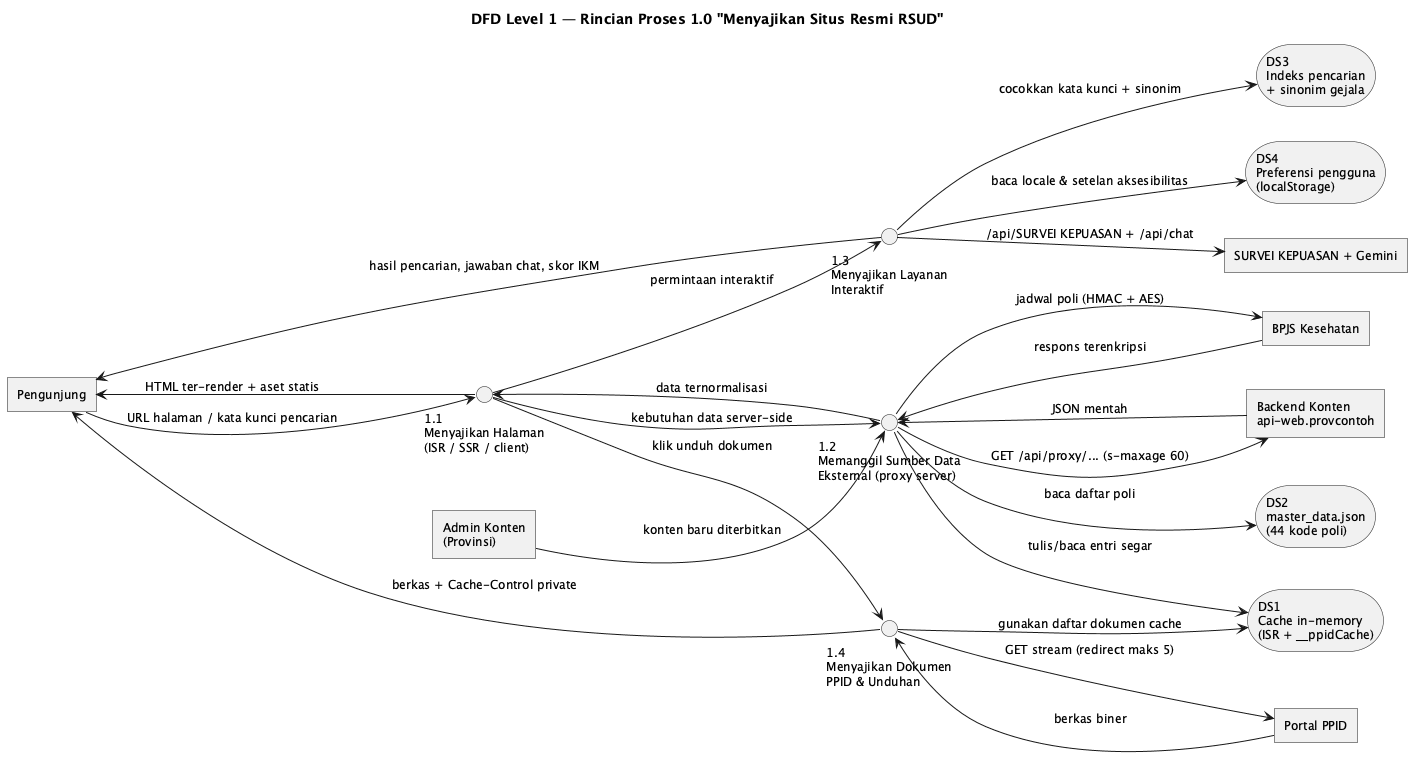 DFD Level 1 — Rincian Proses 1.0 "Menyajikan Situs Resmi RSUD"
DS3
Indeks pencarian
+ sinonim gejala
cocokkan kata kunci + sinonim
DS4
Preferensi pengguna
(localStorage)
baca locale & setelan aksesibilitas
/api/SURVEI KEPUASAN + /api/chat
SURVEI KEPUASAN + Gemini
hasil pencarian, jawaban chat, skor IKM
permintaan interaktif
1.3
Menyajikan Layanan
Interaktif
jadwal poli (HMAC + AES)
BPJS Kesehatan
respons terenkripsi
Pengunjung
HTML ter-render + aset statis
URL halaman / kata kunci pencarian
1.1
Menyajikan Halaman
(ISR / SSR / client)
data ternormalisasi
kebutuhan data server-side
klik unduh dokumen
JSON mentah
Backend Konten
api-web.provcontoh
1.2
Memanggil Sumber Data
Eksternal (proxy server)
GET /api/proxy/... (s-maxage 60)
baca daftar poli
DS2
master_data.json
(44 kode poli)
Admin Konten
(Provinsi)
konten baru diterbitkan
tulis/baca entri segar
berkas + Cache-Control private
DS1
Cache in-memory
(ISR + __ppidCache)
gunakan daftar dokumen cache
1.4
Menyajikan Dokumen
PPID & Unduhan
GET stream (redirect maks 5)
berkas biner
Portal PPID